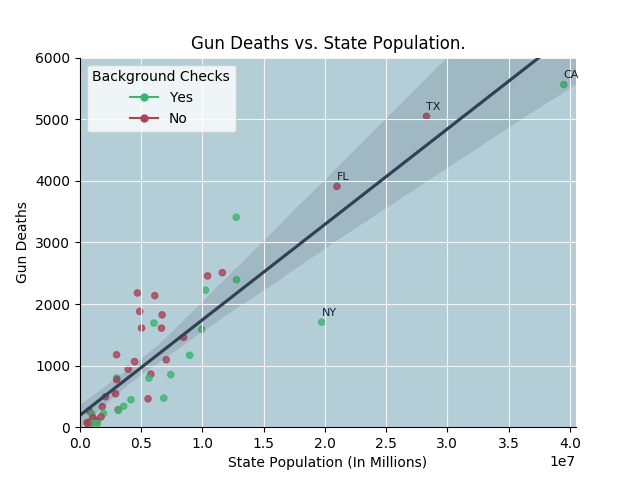 Gun Deaths vs. State Population.
6000
5000
4000
3000
2000
1000
0
Gun Deaths
Background Checks
Yes
No
CA
TX
FL
NY
0.0 0.5 1.0 1.5 2.0 2.5 3.0 3.5 4.0
1e7
State Population (In Millions)